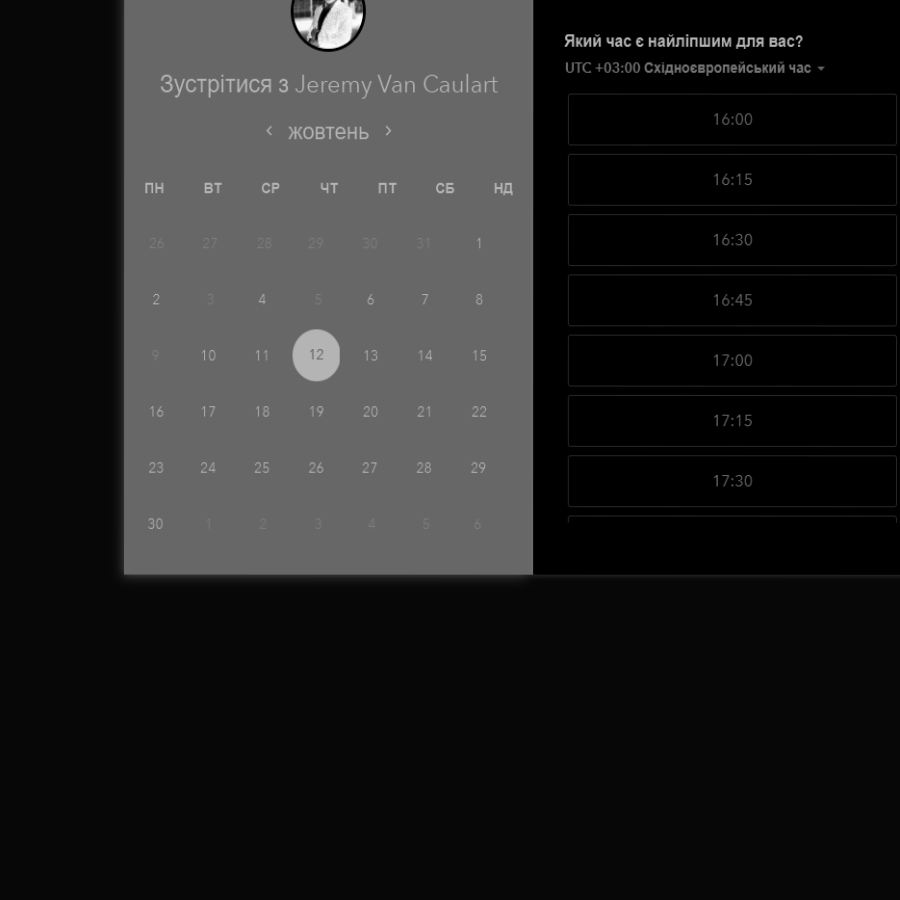 Зустрітися з Jeremy Van Caulart
‹ жовтень ›
ПН ВТ СР ЧТ ПТ СБ НД
26 27 28 29 30 31 1
2 3 4 5 6 7 8
9 10 11 12 13 14 15
16 17 18 19 20 21 22
23 24 25 26 27 28 29
30 1 2 3 4 5 6
Який час є найліпшим для вас?
UTC +03:00 Східноєвропейський час
16:00
16:15
16:30
16:45
17:00
17:15
17:30